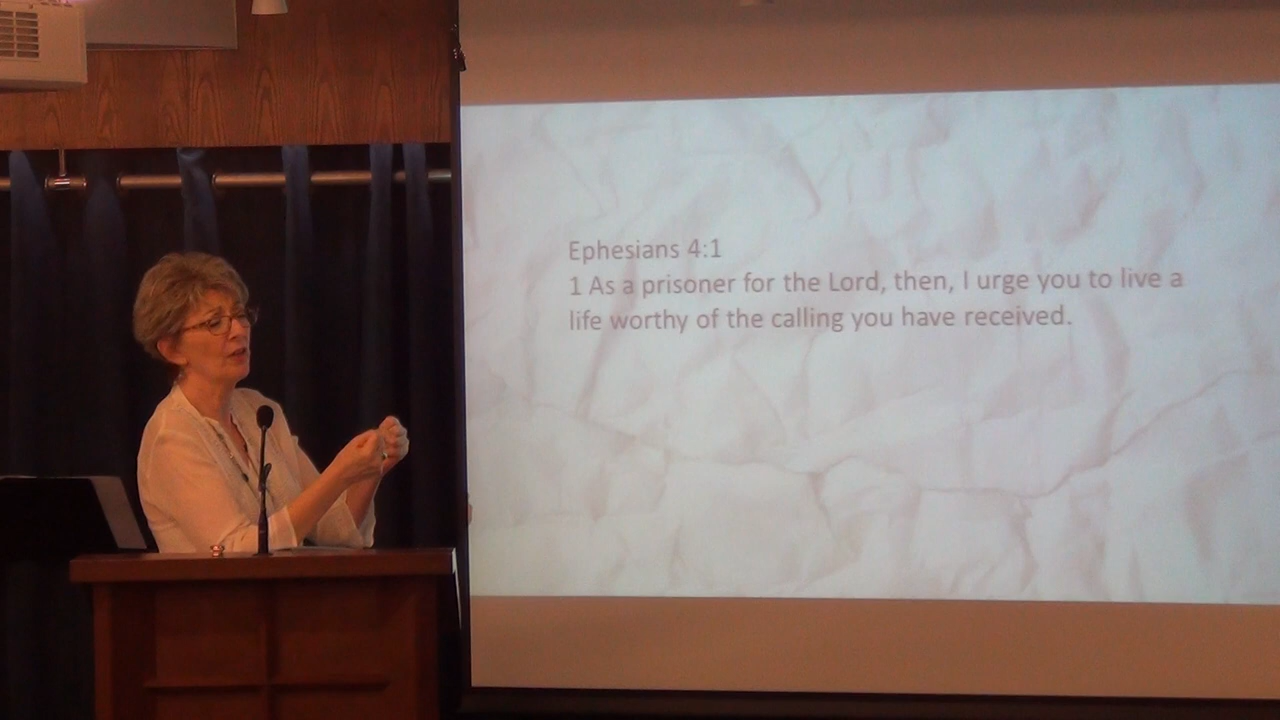 Ephesians 4:1
1 As a prisoner for the Lord, then, I urge you to live a
life worthy of the calling you have received.